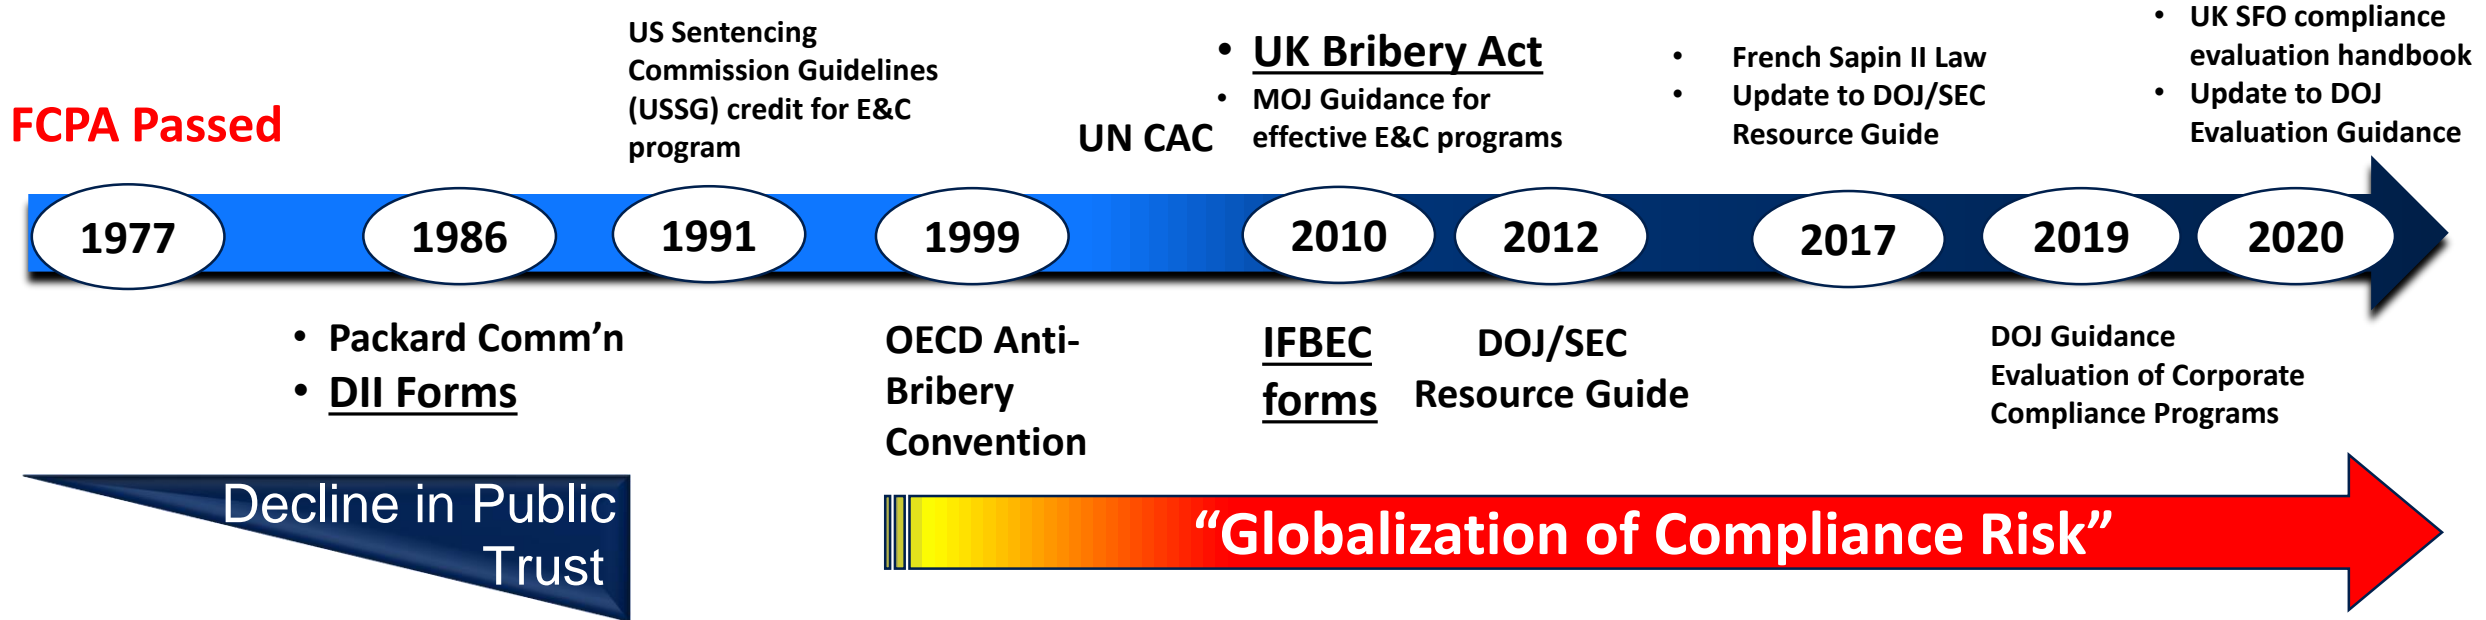 FCPA Passed
US Sentencing
Commission Guidelines
(USSG) credit for E&C
program
UN CAC
• UK Bribery Act
• MOJ Guidance for
effective E&C programs
• French Sapin II Law
• Update to DOJ/SEC
Resource Guide
• UK SFO compliance
evaluation handbook
• Update to DOJ
Evaluation Guidance
1977
1986
1991
1999
2010
2012
2017
2019
2020
• Packard Comm’n
• DII Forms
OECD Anti-
Bribery
Convention
IFBEC
forms
DOJ/SEC
Resource Guide
DOJ Guidance
Evaluation of Corporate
Compliance Programs
Decline in Public
Trust
“Globalization of Compliance Risk”